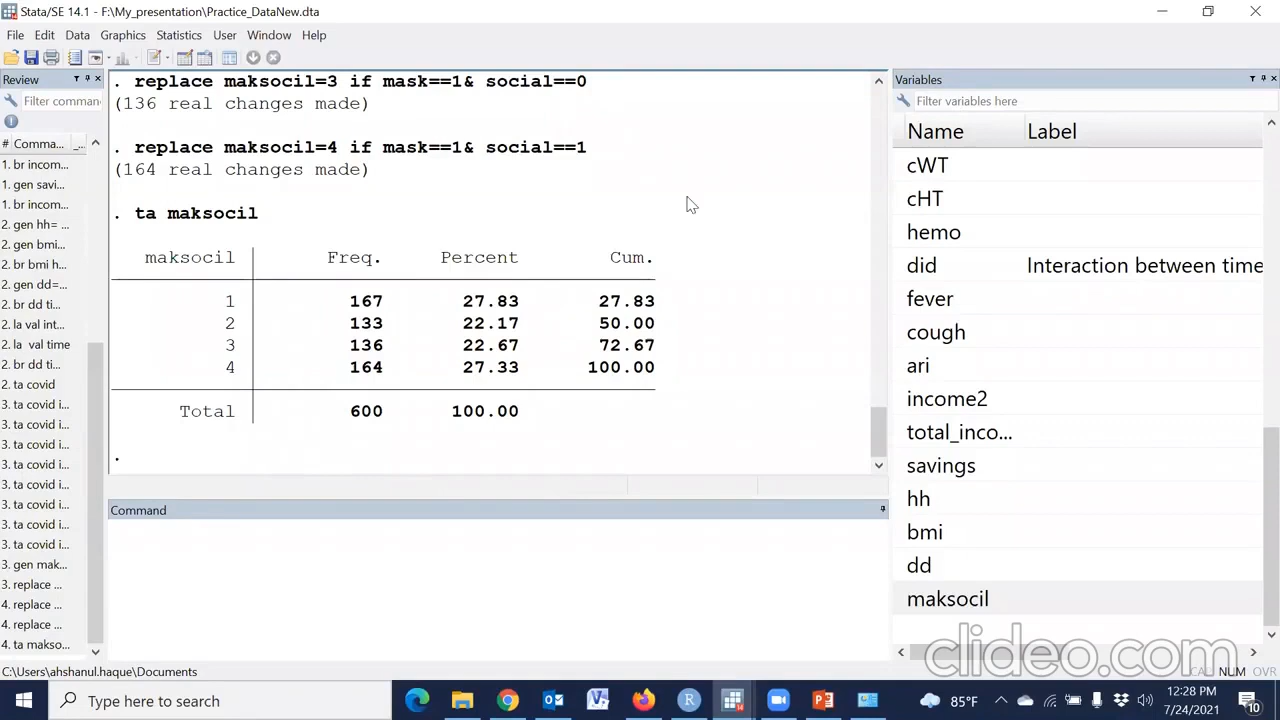 Stata/SE 14.1 - F:\My_presentation\Practice_DataNew.dta
File Edit Data Graphics Statistics User Window Help
Review
Filter commands here
# Comma... _...
1. br incom...
1. gen savi...
1. br incom...
2. gen hh= ...
2. gen bmi...
2. br bmi h...
2. gen dd=...
2. br dd ti...
2. la val int...
2. la val time
2. br dd ti...
2. ta covid
3. ta covid i...
3. ta covid i...
3. ta covid i...
3. ta covid i...
3. ta covid i...
3. ta covid i...
3. ta covid i...
3. ta covid i...
3. gen mak...
3. replace ...
4. replace ...
4. replace ...
4. ta makso...
. replace maksocil=3 if mask==1& social==0
(136 real changes made)
. replace maksocil=4 if mask==1& social==1
(164 real changes made)
. ta maksocil
maksocil Freq. Percent Cum.
1 167 27.83 27.83
2 133 22.17 50.00
3 136 22.67 72.67
4 164 27.33 100.00
Total 600 100.00
.
Command
Variables
Filter variables here
Name Label
cWT
cHT
hemo
did Interaction between time
fever
cough
ari
income2
total_inco...
savings
hh
bmi
dd
maksocil
clideo.com
C:\Users\ahshanul.haque\Documents
NUM OVR
Type here to search
85°F
12:28 PM
7/24/2021
10